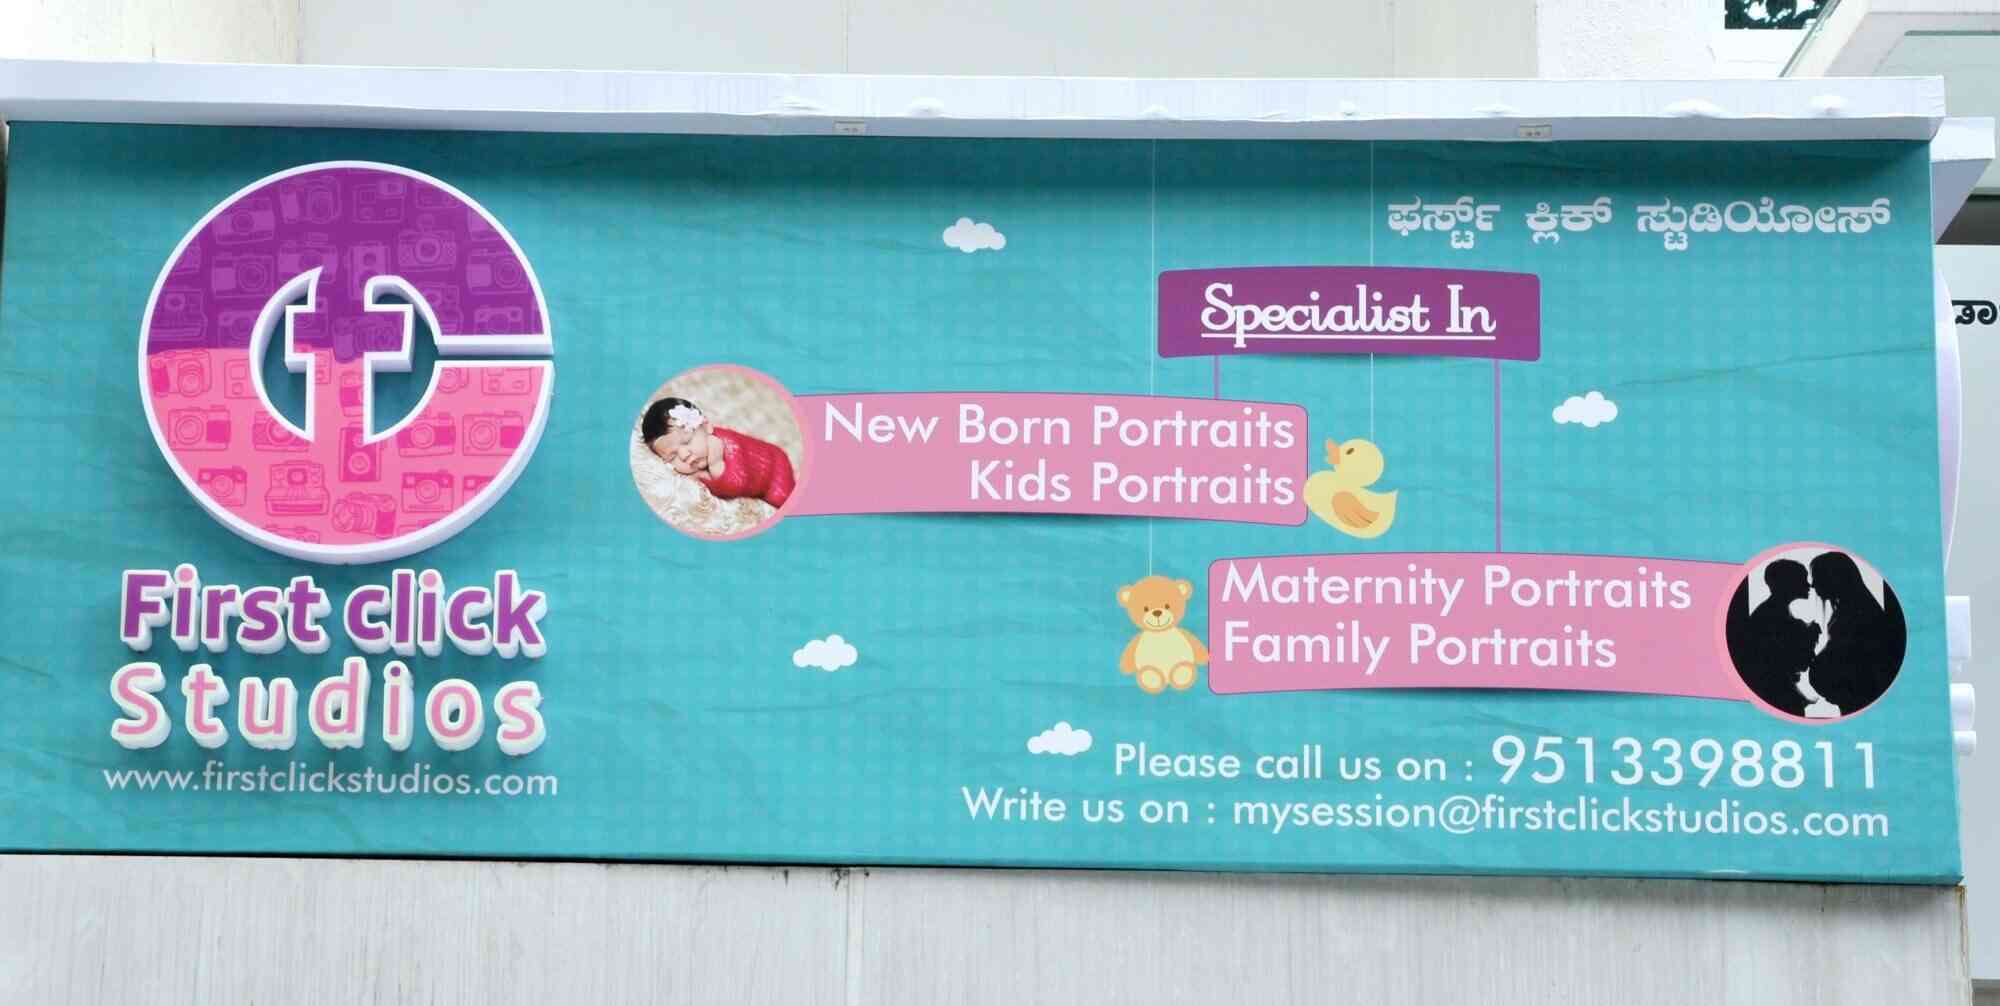 First click
Studios
www.firstclickstudios.com
ಫರ್ಸ್ಟ್ ಕ್ಲಿಕ್ ಸ್ಟುಡಿಯೋಸ್
Specialist In
New Born Portraits
Kids Portraits
Maternity Portraits
Family Portraits
Please call us on : 9513398811
Write us on : mysession@firstclickstudios.com